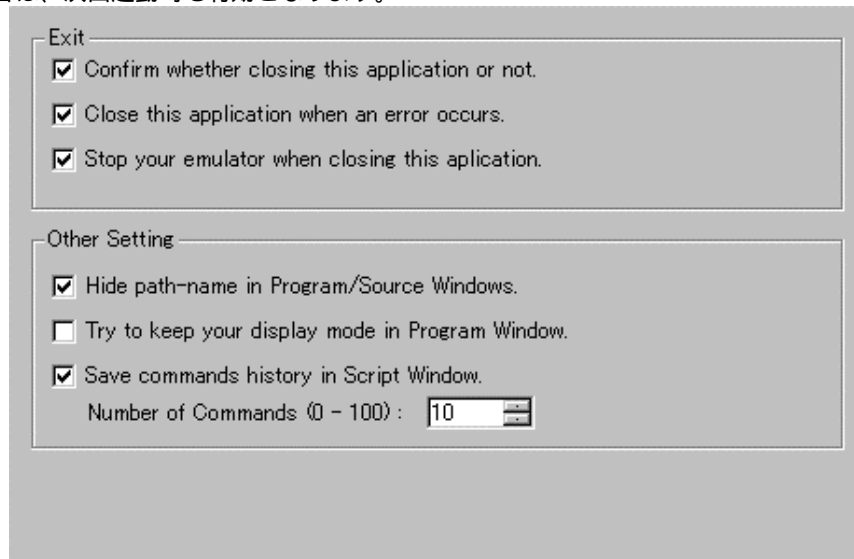 Exit
Confirm whether closing this application or not.
Close this application when an error occurs.
Stop your emulator when closing this aplication.
Other Setting
Hide path-name in Program/Source Windows.
Try to keep your display mode in Program Window.
Save commands history in Script Window.
Number of Commands (0 - 100) : 10